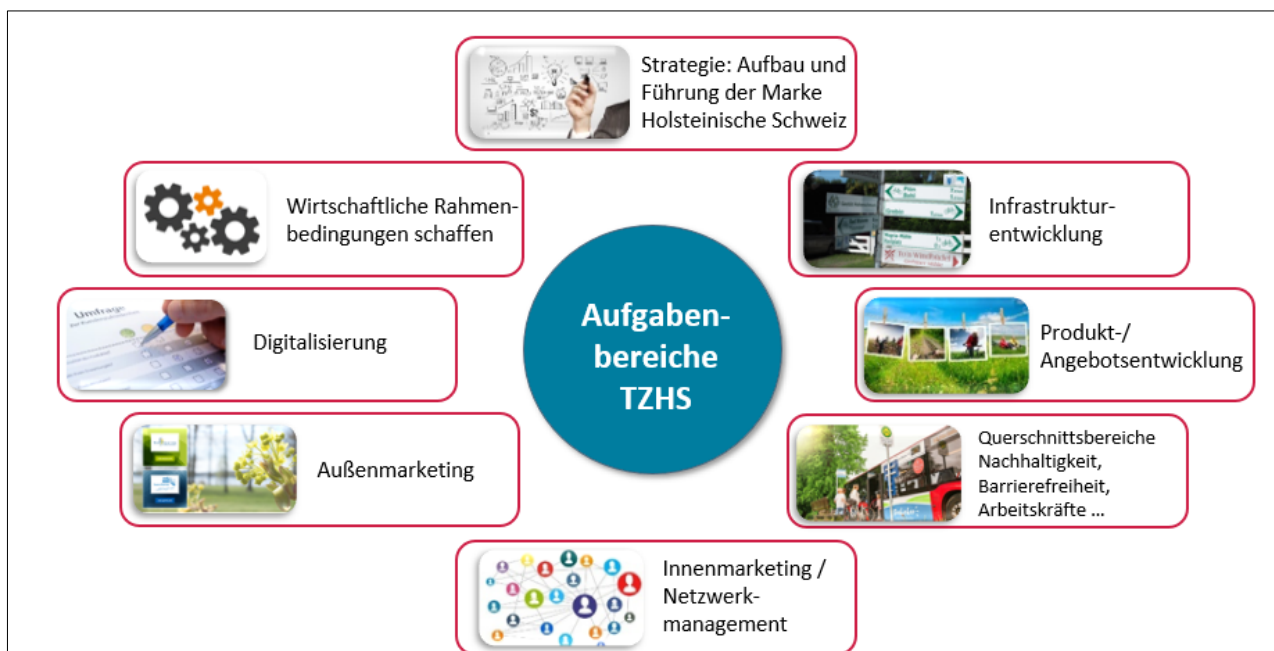 Strategie: Aufbau und
Führung der Marke
Holsteinische Schweiz
Wirtschaftliche Rahmen-
bedingungen schaffen
Infrastruktur-
entwicklung
Umfrage
Digitalisierung
Aufgaben-
bereiche
TZHS
Produkt-/
Angebotsentwicklung
Außenmarketing
Querschnittsbereiche
Nachhaltigkeit,
Barrierefreiheit,
Arbeitskräfte ...
Innenmarketing /
Netzwerk-
management